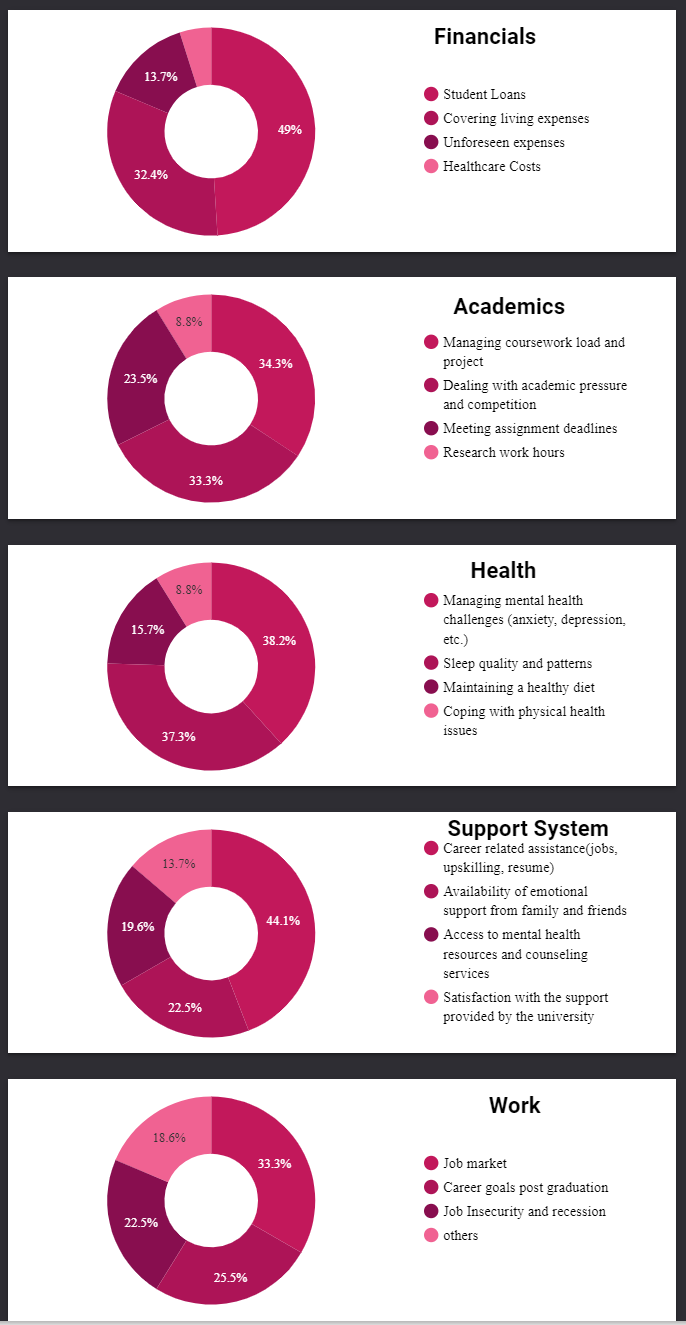 Financials
13.7%
49%
32.4%
Student Loans
Covering living expenses
Unforeseen expenses
Healthcare Costs
Academics
8.8%
34.3%
23.5%
33.3%
Managing coursework load and
project
Dealing with academic pressure
and competition
Meeting assignment deadlines
Research work hours
Health
8.8%
15.7%
38.2%
37.3%
Managing mental health
challenges (anxiety, depression,
etc.)
Sleep quality and patterns
Maintaining a healthy diet
Coping with physical health
issues
Support System
13.7%
19.6%
44.1%
22.5%
Career related assistance(jobs,
upskilling, resume)
Availability of emotional
support from family and friends
Access to mental health
resources and counseling
services
Satisfaction with the support
provided by the university
Work
18.6%
33.3%
22.5%
25.5%
Job market
Career goals post graduation
Job Insecurity and recession
others